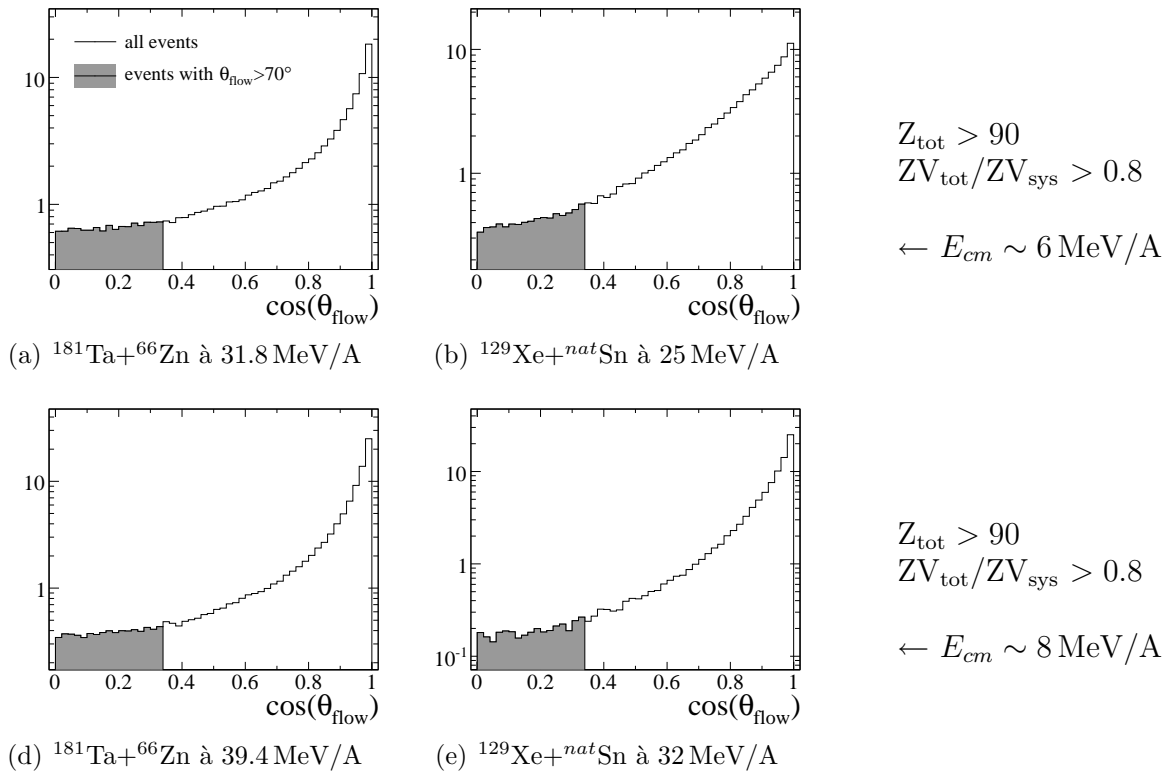 all events
events with θflow>70°
10
1
0 0.2 0.4 0.6 0.8 1
cos(θflow)
(a) ¹⁸¹Ta+⁶⁶Zn à 31.8 MeV/A
10
1
0 0.2 0.4 0.6 0.8 1
cos(θflow)
(b) ¹²⁹Xe+ⁿᵃᵗSn à 25 MeV/A
Ztot > 90
ZVtot/ZVsys > 0.8
← Ecm ∼ 6 MeV/A
10
1
0 0.2 0.4 0.6 0.8 1
cos(θflow)
(d) ¹⁸¹Ta+⁶⁶Zn à 39.4 MeV/A
10
1
10⁻¹
0 0.2 0.4 0.6 0.8 1
cos(θflow)
(e) ¹²⁹Xe+ⁿᵃᵗSn à 32 MeV/A
Ztot > 90
ZVtot/ZVsys > 0.8
← Ecm ∼ 8 MeV/A